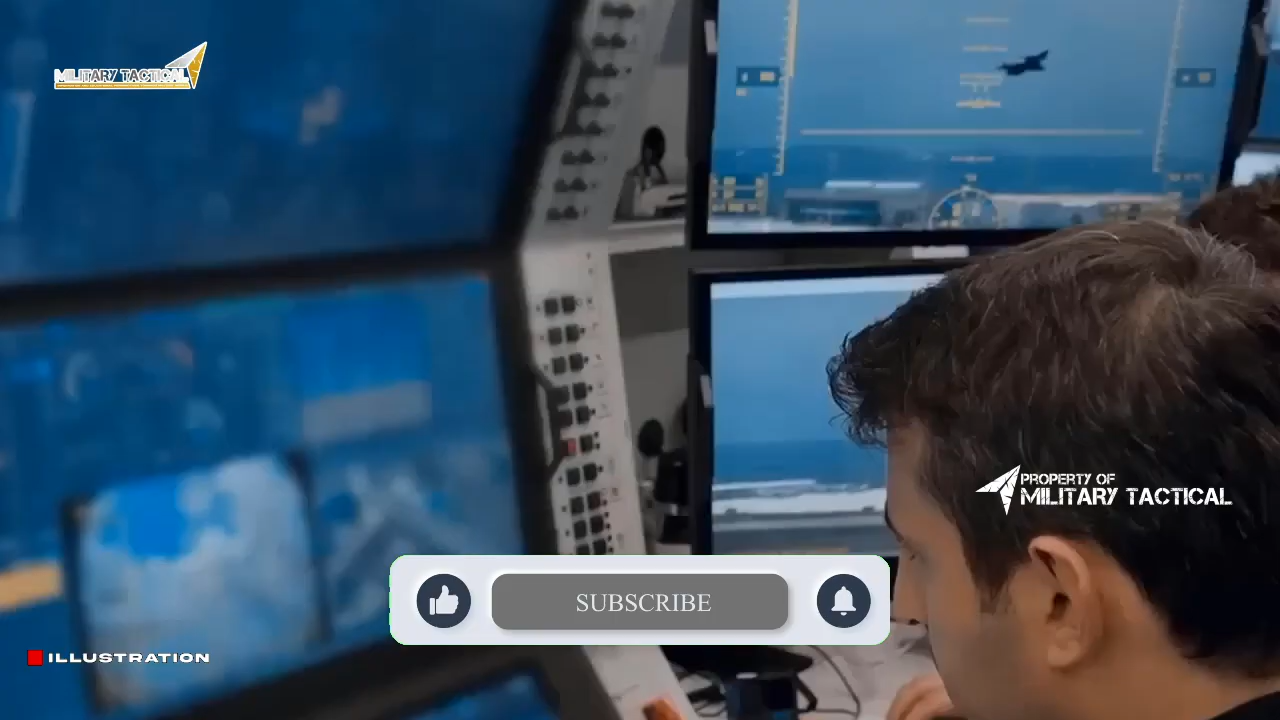 MILITARY TACTICAL
PROPERTY OF
MILITARY TACTICAL
SUBSCRIBE
ILLUSTRATION